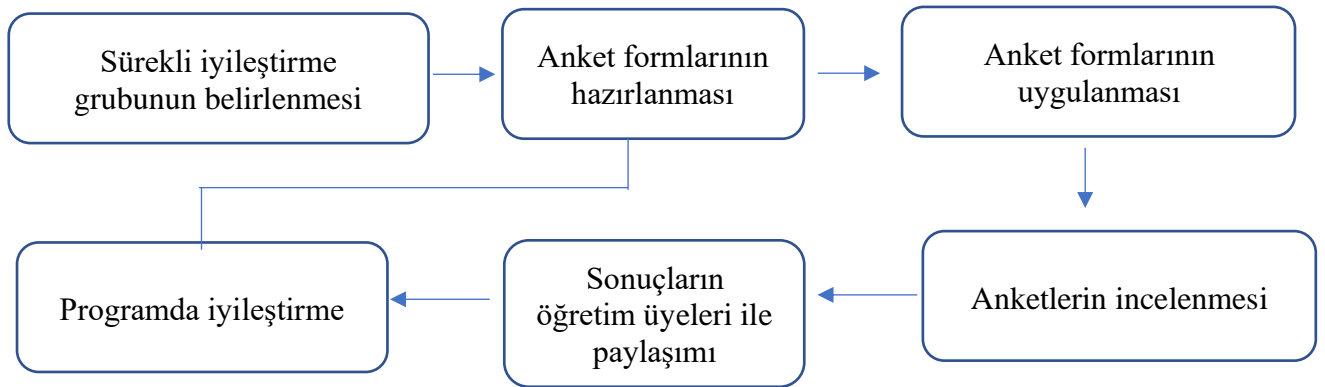 Sürekli iyileştirme
grubunun belirlenmesi
Anket formlarının
hazırlanması
Anket formlarının
uygulanması
Anketlerin incelenmesi
Sonuçların
öğretim üyeleri ile
paylaşımı
Programda iyileştirme